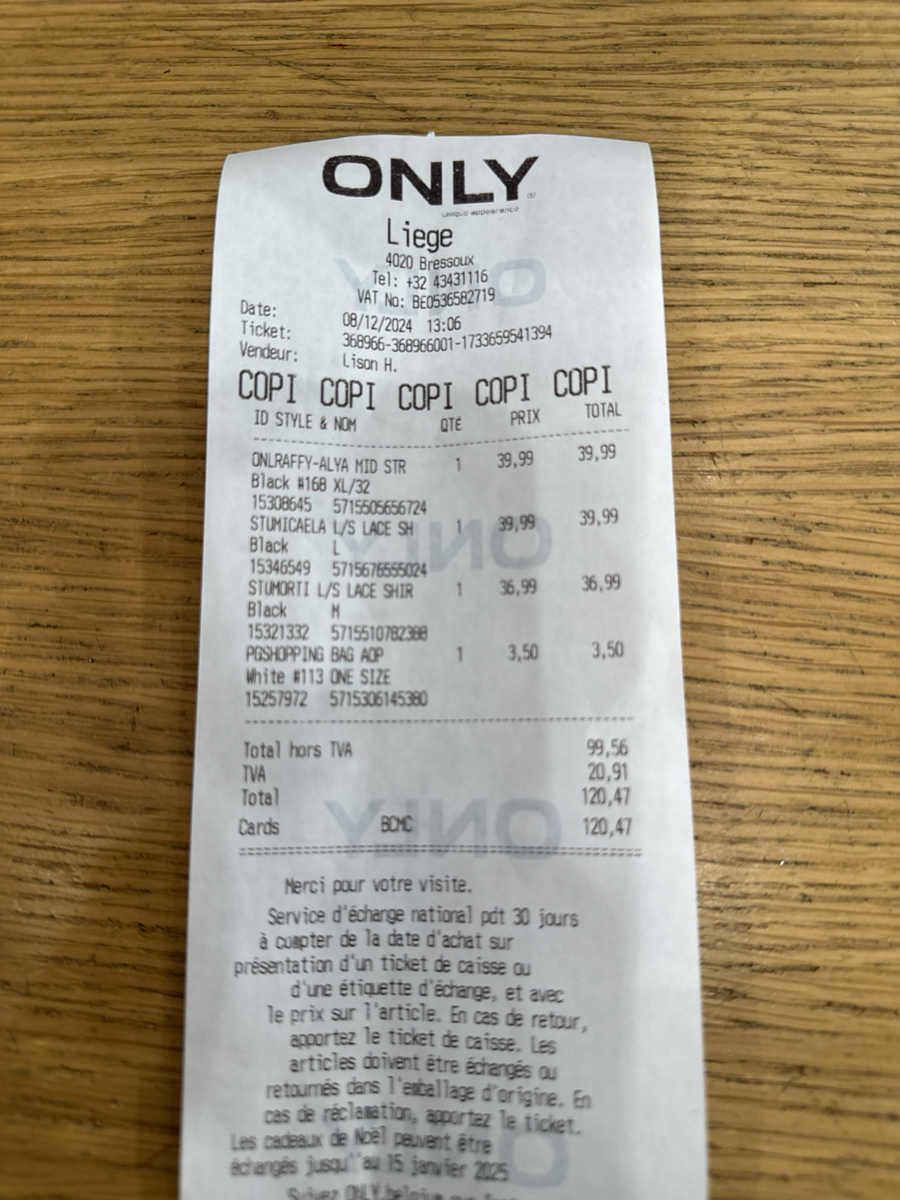 ONLY®
unique appearance
Liege
4020 Bressoux
Tel: +32 43431116
VAT No: BE0536582719
Date: 08/12/2024 13:06
Ticket: 368966-368966001-1733659541394
Vendeur: Lison H.
COPI COPI COPI COPI COPI
ID STYLE & NOM QTÉ PRIX TOTAL
ONLRAFFY-ALYA MID STR 1 39,99 39,99
Black #168 XL/32
15308645 5715505656724
STUMICAELA L/S LACE SH 1 39,99 39,99
Black L
15346549 5715676555024
STUMORTI L/S LACE SHIR 1 36,99 36,99
Black M
15321332 5715510782388
PGSHOPPING BAG AOP 1 3,50 3,50
White #113 ONE SIZE
15257972 5715306145380
Total hors TVA 99,56
TVA 20,91
Total 120,47
Cards BCMC 120,47
Merci pour votre visite.
Service d'échange national pdt 30 jours
à compter de la date d'achat sur
présentation d'un ticket de caisse ou
d'une étiquette d'échange, et avec
le prix sur l'article. En cas de retour,
apportez le ticket de caisse. Les
articles doivent être échangés ou
retournés dans l'emballage d'origine. En
cas de réclamation, apportez le ticket.
Les cadeaux de Noël peuvent être
échangés jusqu''au 15 janvier 2025
Suivez ONLY.belgie sur